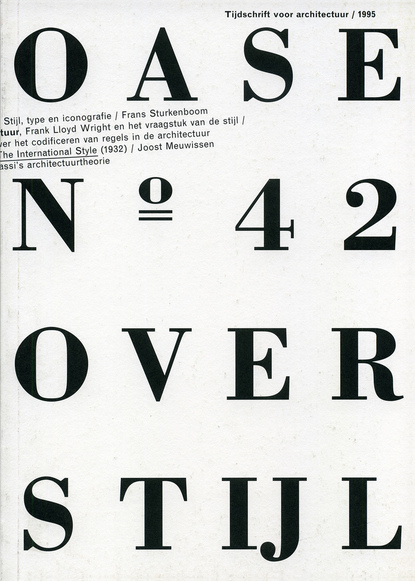 Tijdschrift voor architectuur / 1995
OASE
Stijl, type en iconografie / Frans Sturkenboom
tuur, Frank Lloyd Wright en het vraagstuk van de stijl /
ver het codificeren van regels in de architectuur
The International Style (1932) / Joost Meuwissen
assi's architectuurtheorie
Nº 42
OVER
STIJL